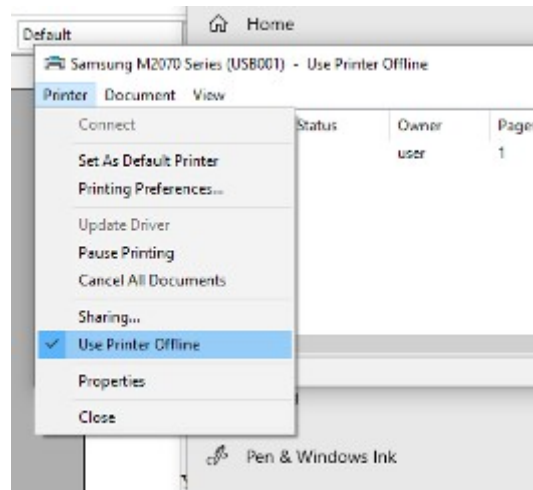 Home
Default
Samsung M2070 Series (USB001) - Use Printer Offline
Printer Document View
Status Owner
user 1
Connect
Set As Default Printer
Printing Preferences...
Update Driver
Pause Printing
Cancel All Documents
Sharing...
Use Printer Offline
Properties
Close
Pen & Windows Ink